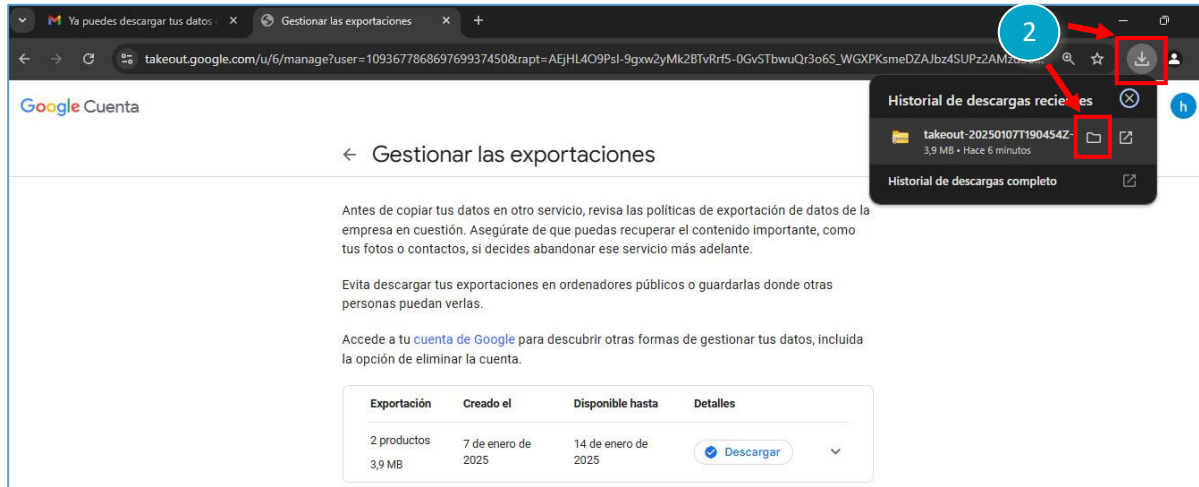 Ya puedes descargar tus datos
Gestionar las exportaciones
2
takeout.google.com/u/6/manage?user=109367786869769937450&rapt=AEjHL4O9PsI-9gxw2yMk2BTvRrf5-0GvSTbwuQr3o6S_WGXPKsmeDZAJbz4SUPz2AMz
Google Cuenta
h
Historial de descargas recientes
takeout-20250107T190454Z-
3,9 MB • Hace 6 minutos
Historial de descargas completo
← Gestionar las exportaciones
Antes de copiar tus datos en otro servicio, revisa las políticas de exportación de datos de la
empresa en cuestión. Asegúrate de que puedas recuperar el contenido importante, como
tus fotos o contactos, si decides abandonar ese servicio más adelante.
Evita descargar tus exportaciones en ordenadores públicos o guardarlas donde otras
personas puedan verlas.
Accede a tu cuenta de Google para descubrir otras formas de gestionar tus datos, incluida
la opción de eliminar la cuenta.
Exportación Creado el Disponible hasta Detalles
2 productos 7 de enero de 14 de enero de Descargar
3,9 MB 2025 2025